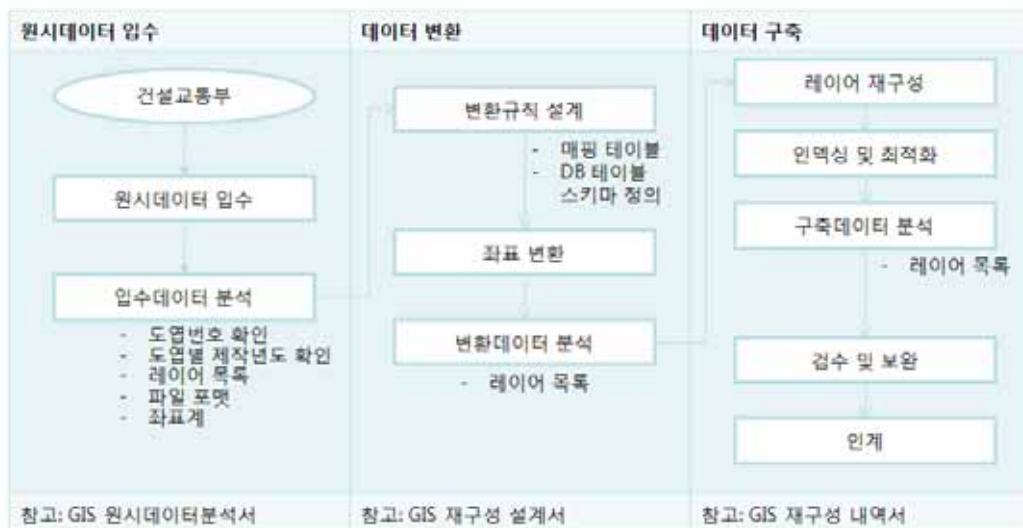 원시데이터 입수
건설교통부
원시데이터 입수
입수데이터 분석
- 도엽번호 확인
- 도엽별 제작년도 확인
- 레이어 목록
- 파일 포맷
- 좌표계
참고: GIS 원시데이터분석서
데이터 변환
변환규칙 설계
- 매핑 테이블
- DB 테이블
스키마 정의
좌표 변환
변환데이터 분석
- 레이어 목록
참고: GIS 재구성 설계서
데이터 구축
레이어 재구성
인덱싱 및 최적화
구축데이터 분석
- 레이어 목록
검수 및 보완
인계
참고: GIS 재구성 내역서